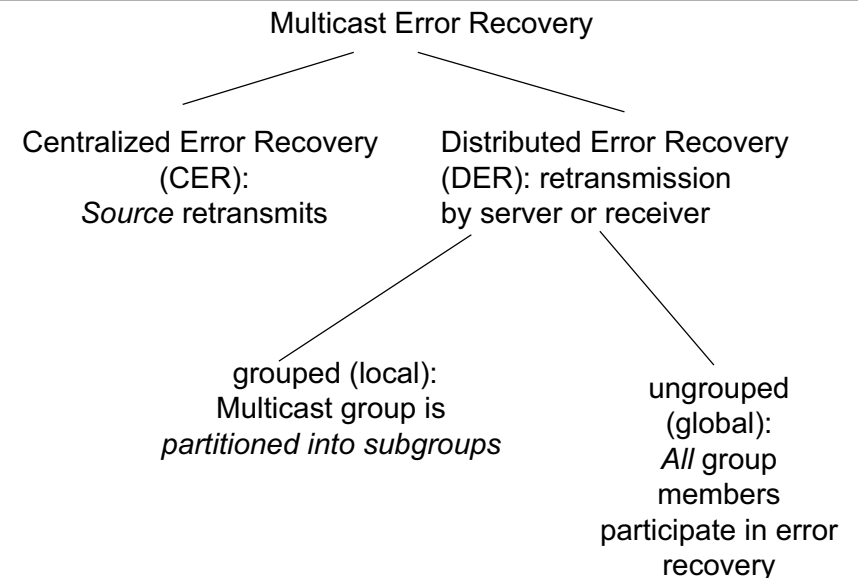 Multicast Error Recovery
Centralized Error Recovery
(CER):
Source retransmits
Distributed Error Recovery
(DER): retransmission
by server or receiver
grouped (local):
Multicast group is
partitioned into subgroups
ungrouped
(global):
All group
members
participate in error
recovery